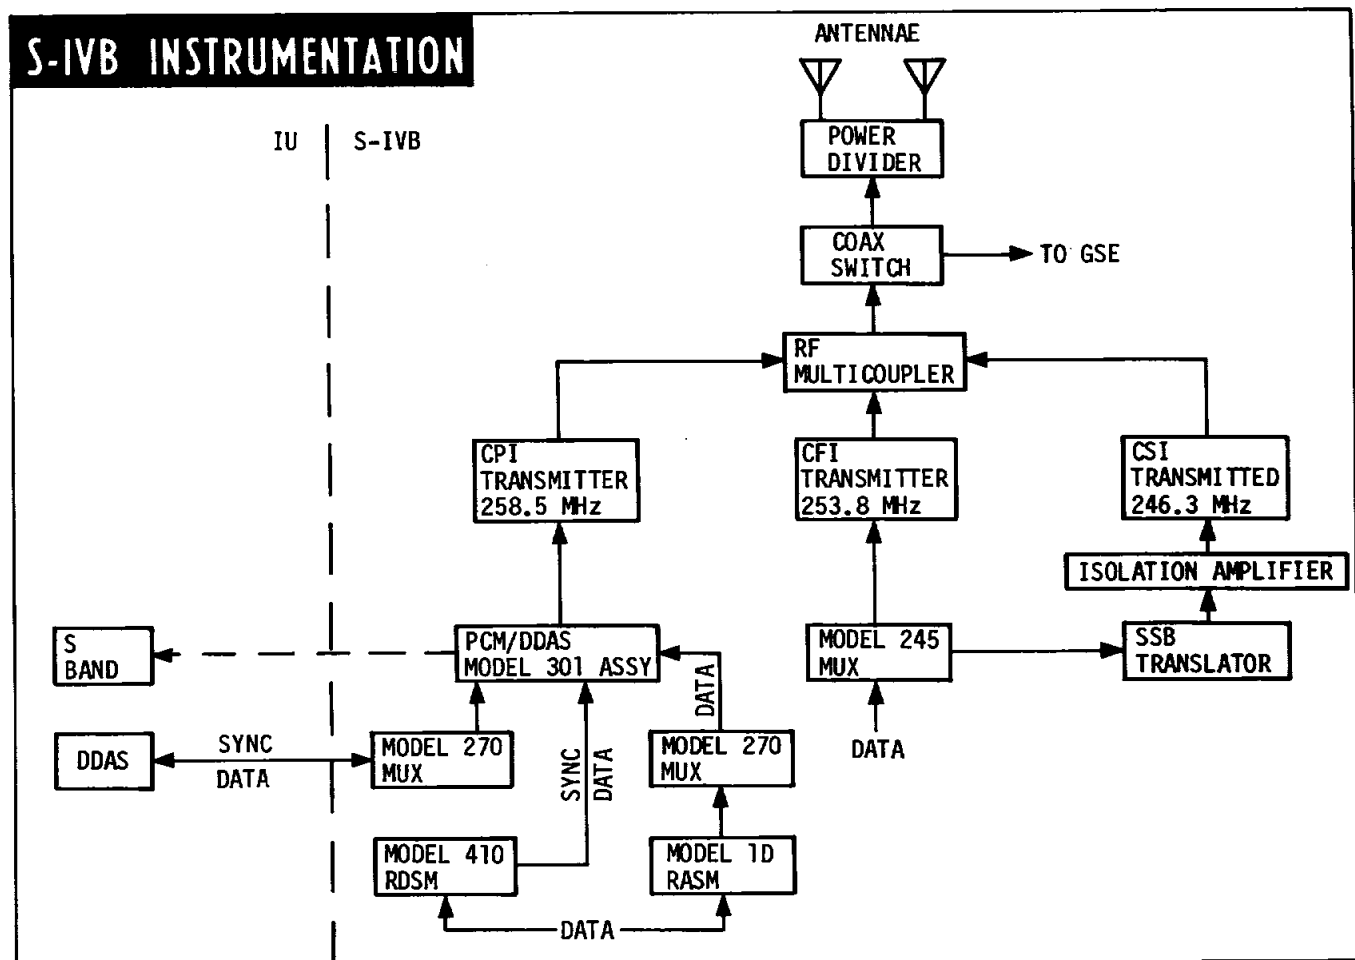 S-IVB INSTRUMENTATION
ANTENNAE
IU
S-IVB
POWER
DIVIDER
COAX
SWITCH
TO GSE
RF
MULTICOUPLER
CPI
TRANSMITTER
258.5 MHz
CFI
TRANSMITTER
253.8 MHz
CSI
TRANSMITTED
246.3 MHz
ISOLATION AMPLIFIER
S
BAND
PCM/DDAS
MODEL 301 ASSY
DATA
MODEL 245
MUX
SSB
TRANSLATOR
DDAS
SYNC
DATA
MODEL 270
MUX
SYNC
DATA
MODEL 270
MUX
DATA
MODEL 410
RDSM
MODEL 1D
RASM
DATA